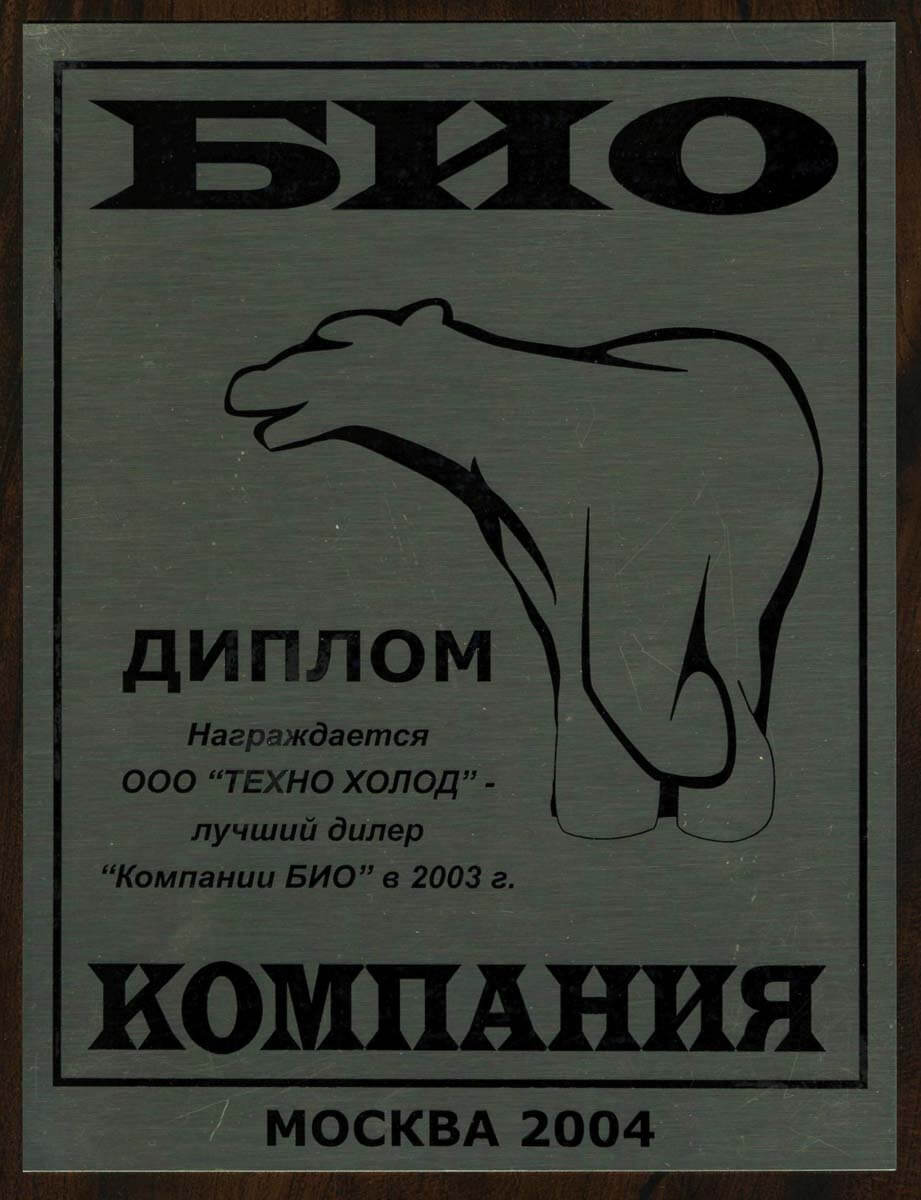 БИО
ДИПЛОМ
Награждается
ООО “ТЕХНО ХОЛОД” -
лучший дилер
“Компании БИО” в 2003 г.
КОМПАНИЯ
МОСКВА 2004